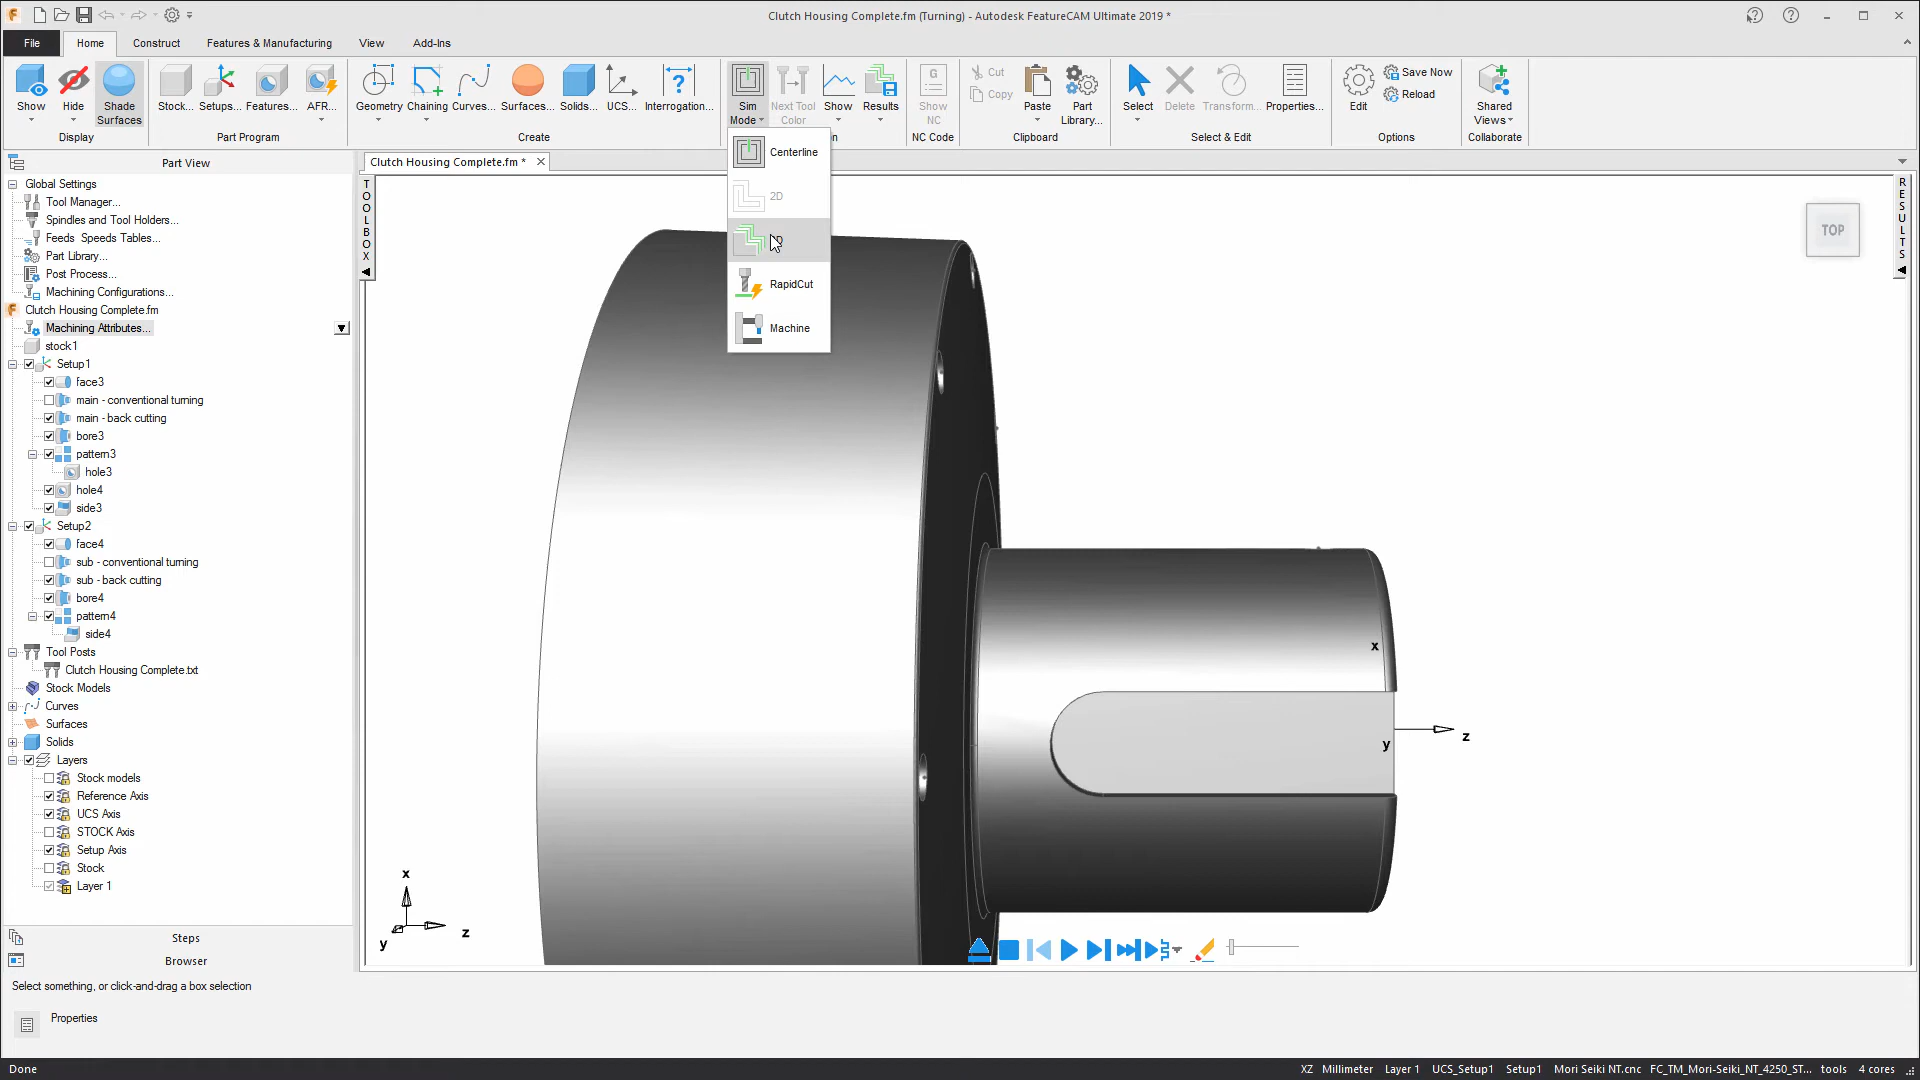 Clutch Housing Complete.fm (Turning) - Autodesk FeatureCAM Ultimate 2019 *
File
Home
Construct
Features & Manufacturing
View
Add-Ins
Show
Hide
Shade
Surfaces
Stock...
Setups...
Features...
AFR...
Geometry
Chaining
Curves...
Surfaces...
Solids...
UCS...
Interrogation...
Sim
Mode
Next Tool
Color
Show
Results
Show
NC
Cut
Copy
Paste
Part
Library...
Select
Delete
Transform...
Properties...
Edit
Save Now
Reload
Shared
Views
Display
Part Program
Create
NC Code
Clipboard
Select & Edit
Options
Collaborate
Centerline
2D
RapidCut
Machine
Part View
Clutch Housing Complete.fm *
TOOLBOX
RESULTS
TOP
Global Settings
Tool Manager...
Spindles and Tool Holders...
Feeds  Speeds Tables...
Part Library...
Post Process...
Machining Configurations...
Clutch Housing Complete.fm
Machining Attributes...
stock1
Setup1
face3
main - conventional turning
main - back cutting
bore3
pattern3
hole3
hole4
side3
Setup2
face4
sub - conventional turning
sub - back cutting
bore4
pattern4
side4
Tool Posts
Clutch Housing Complete.txt
Stock Models
Curves
Surfaces
Solids
Layers
Stock models
Reference Axis
UCS Axis
STOCK Axis
Setup Axis
Stock
Layer 1
x
y
z
x
z
y
Steps
Browser
Select something, or click-and-drag a box selection
Properties
Done
XZ Millimeter Layer 1 UCS_Setup1 Setup1 Mori Seiki NT.cnc FC_TM_Mori-Seiki_NT_4250_ST... tools 4 cores